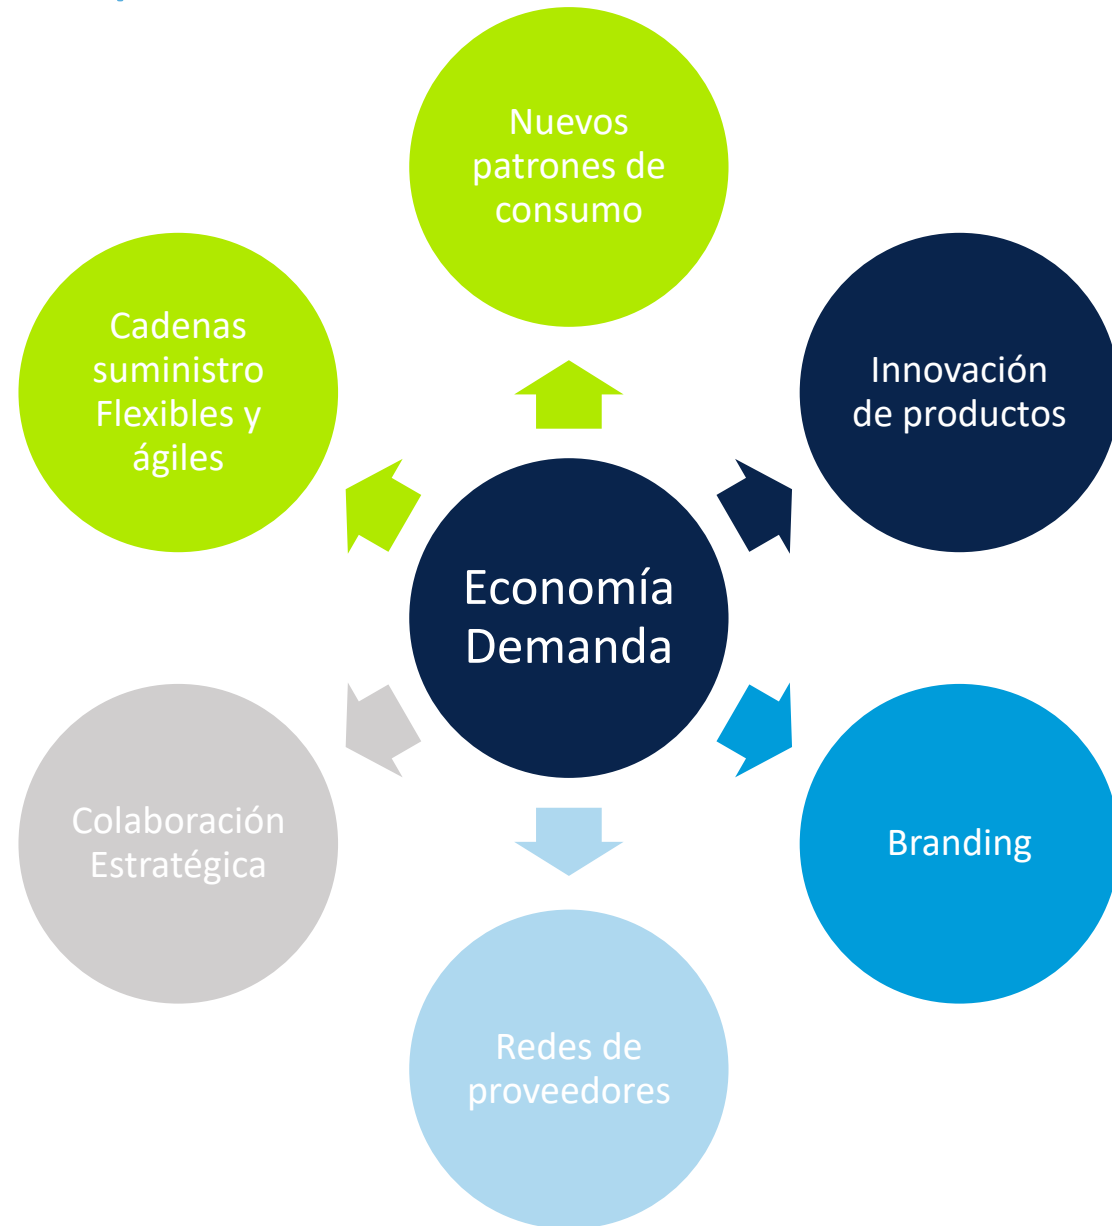 Nuevos
patrones de
consumo
Innovación
de productos
Branding
Redes de
proveedores
Colaboración
Estratégica
Cadenas
suministro
Flexibles y
ágiles
Economía
Demanda